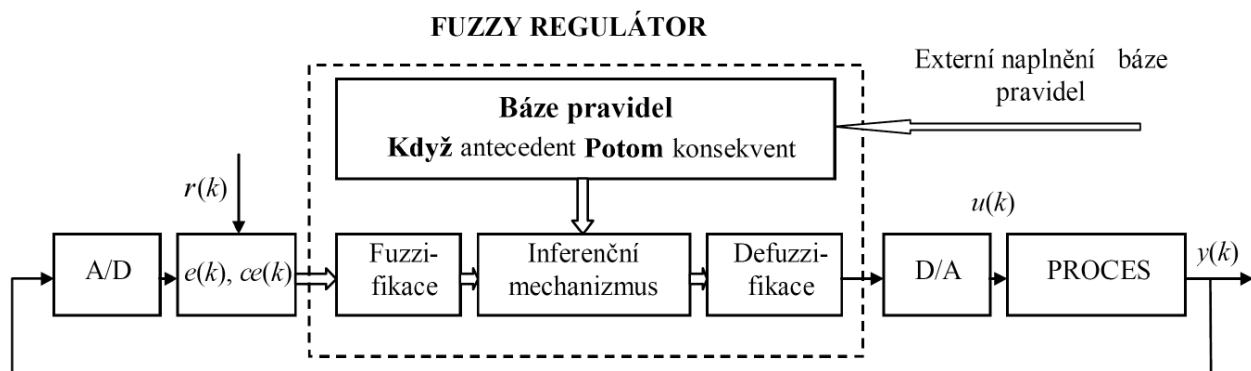 FUZZY REGULÁTOR
Externí naplnění báze
pravidel
Báze pravidel
Když antecedent Potom konsekvent
r(k)
u(k)
A/D
e(k), ce(k)
Fuzzi-
fikace
Inferenční
mechanizmus
Defuzzi-
fikace
D/A
PROCES
y(k)